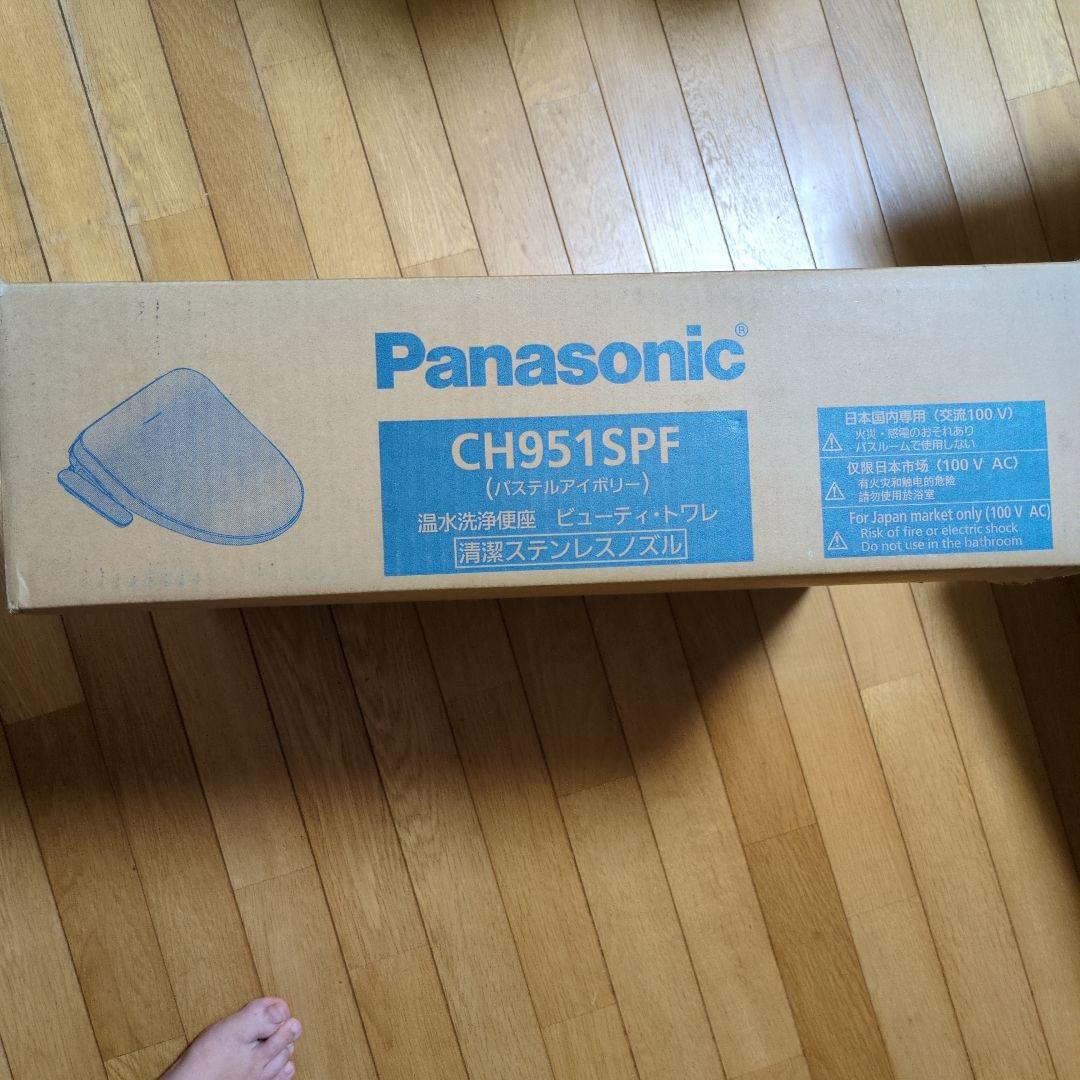 Panasonic®
CH951SPF
(パステルアイボリー)
温水洗浄便座 ビューティ・トワレ
清潔ステンレスノズル
日本国内専用（交流100 V）
火災・感電のおそれあり
バスルームで使用しない
仅限日本市场（100 V AC）
有火灾和触电的危险
請勿使用於浴室
For Japan market only (100 V AC)
Risk of fire or electric shock
Do not use in the bathroom